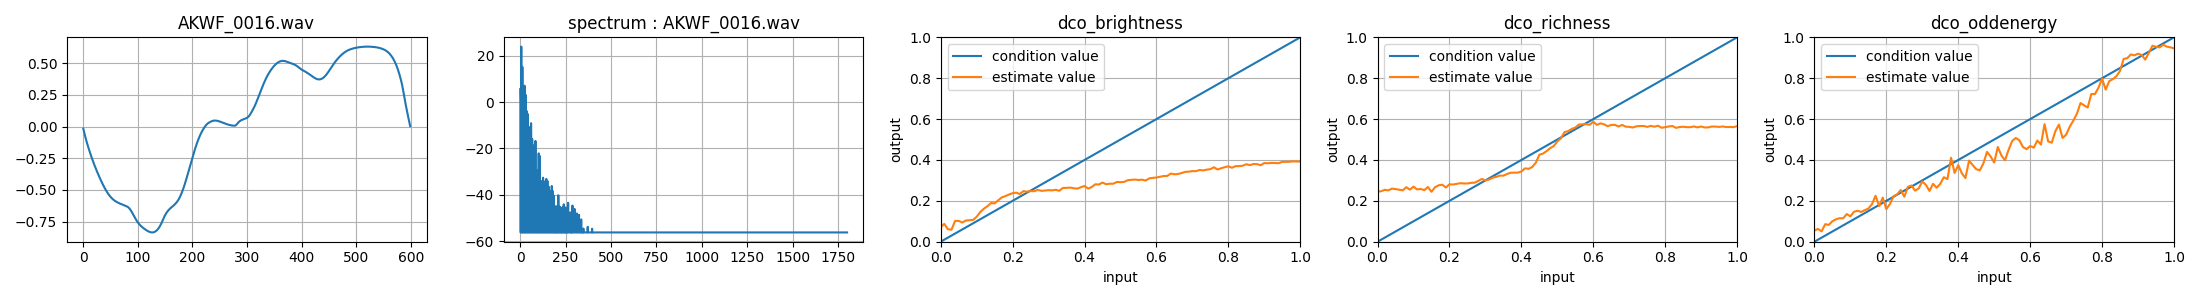 AKWF_0016.wav
0.50
0.25
0.00
−0.25
−0.50
−0.75
0 100 200 300 400 500 600
spectrum : AKWF_0016.wav
20
0
−20
−40
−60
0 250 500 750 1000 1250 1500 1750
dco_brightness
condition value
estimate value
output
1.0
0.8
0.6
0.4
0.2
0.0
0.0 0.2 0.4 0.6 0.8 1.0
input
dco_richness
condition value
estimate value
output
1.0
0.8
0.6
0.4
0.2
0.0
0.0 0.2 0.4 0.6 0.8 1.0
input
dco_oddenergy
condition value
estimate value
output
1.0
0.8
0.6
0.4
0.2
0.0
0.0 0.2 0.4 0.6 0.8 1.0
input